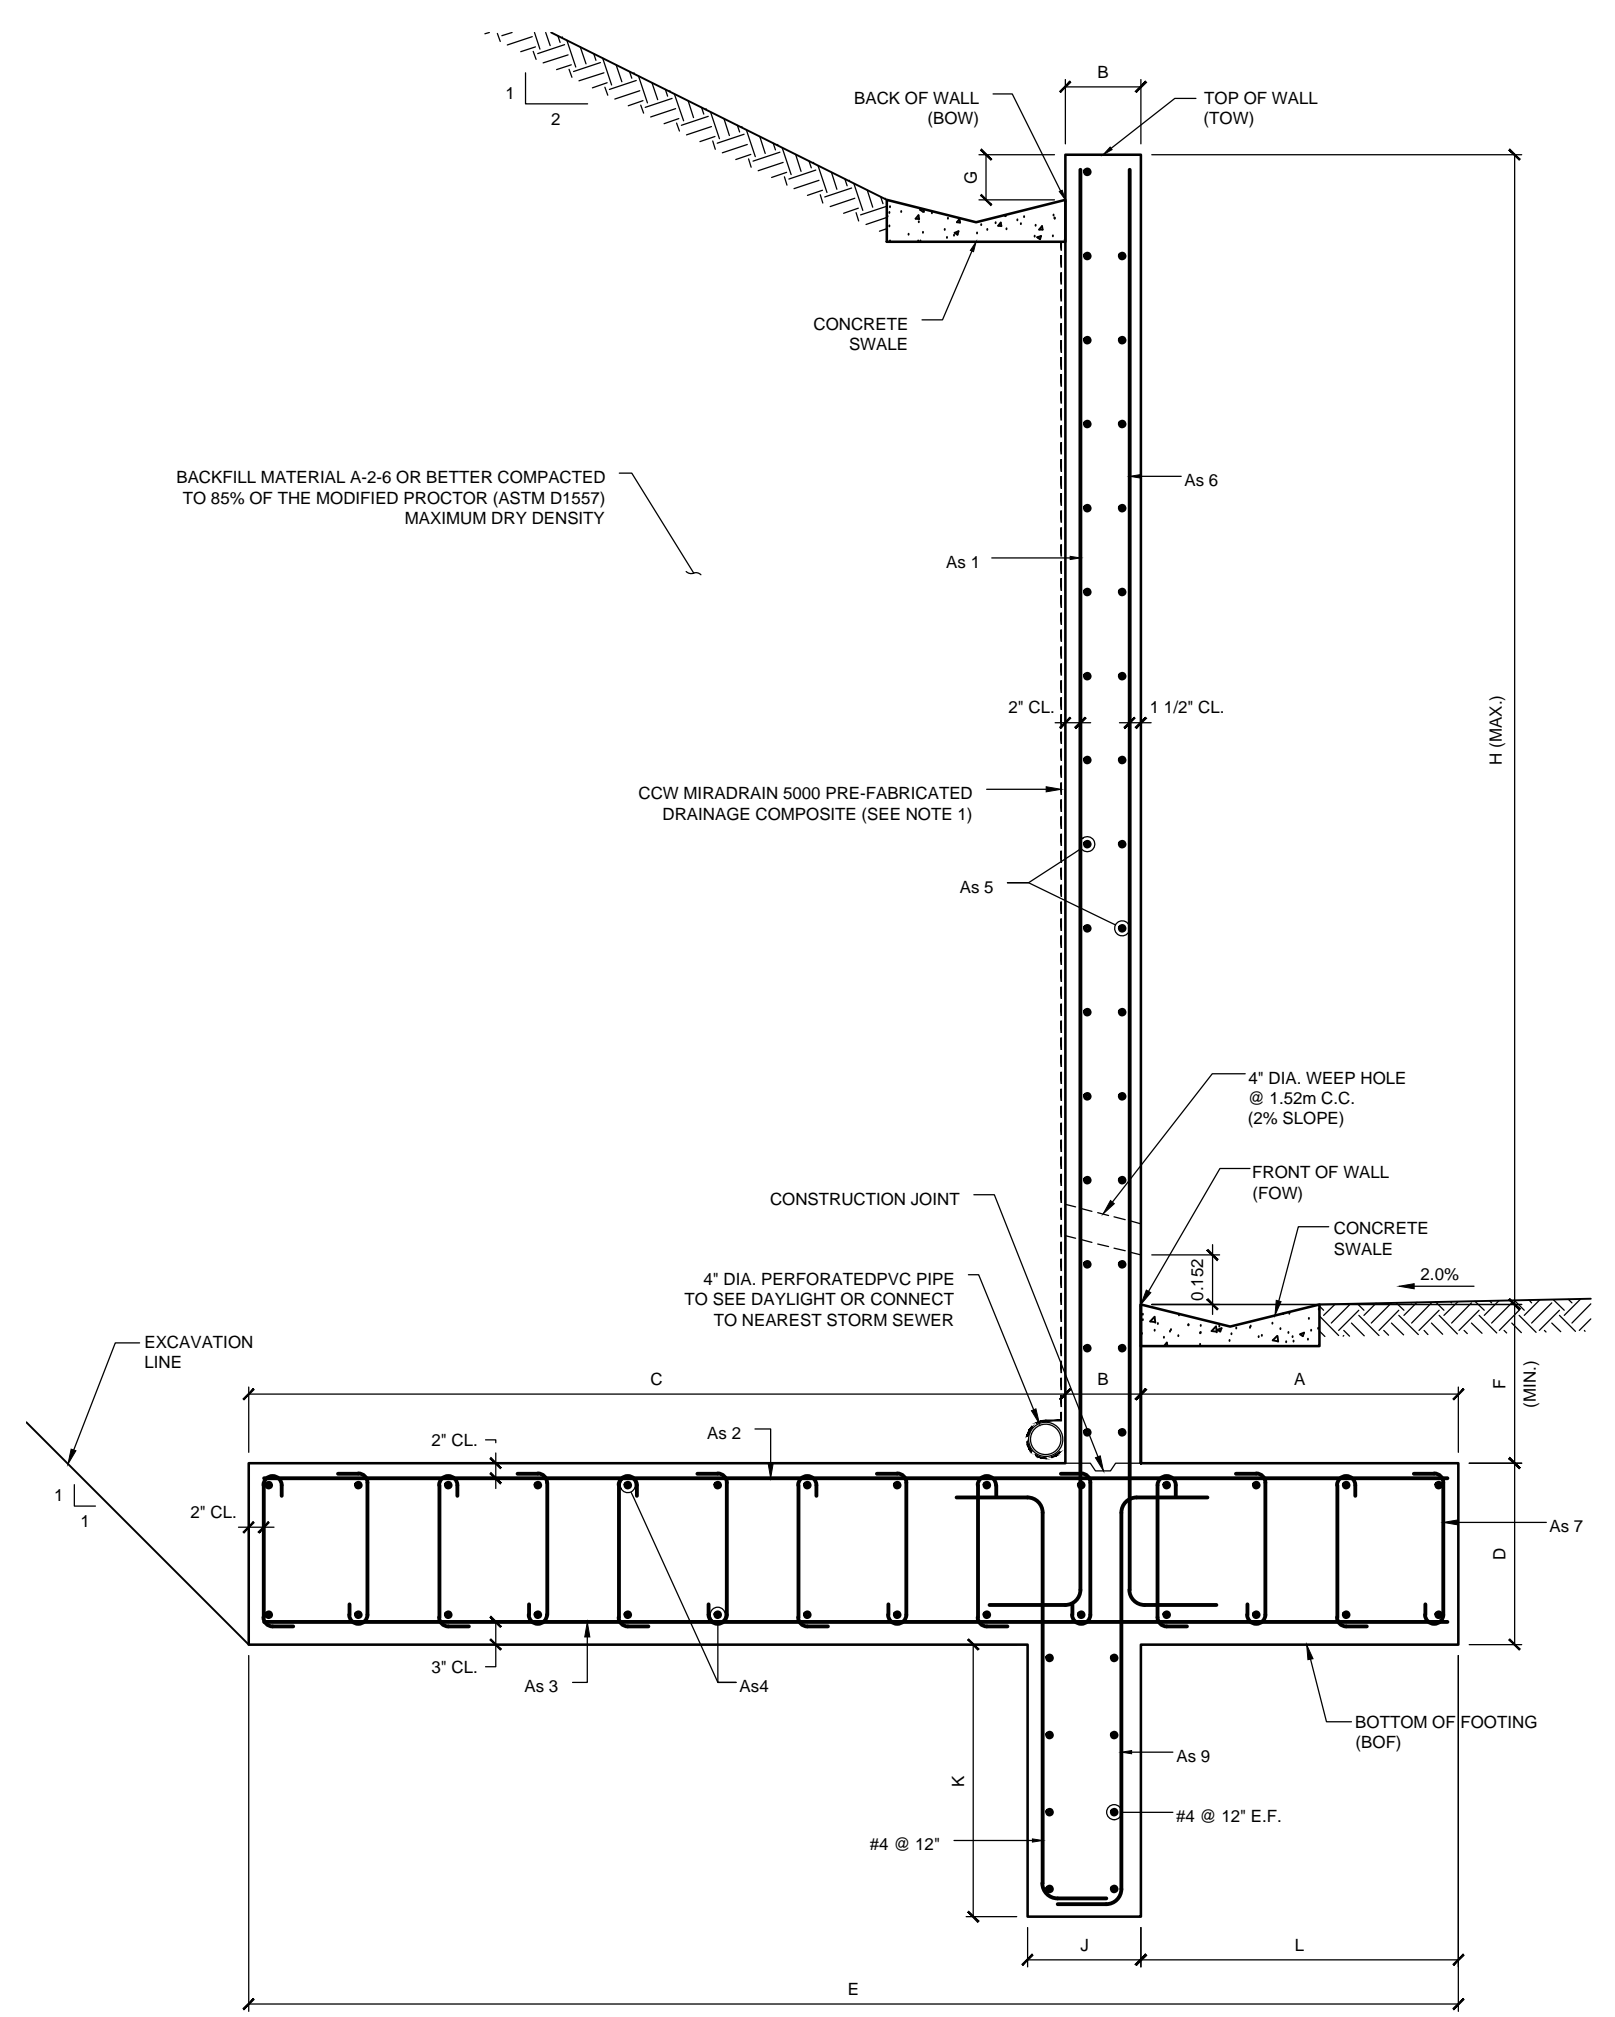 B
BACK OF WALL
(BOW)
TOP OF WALL
(TOW)
1
2
G
CONCRETE
SWALE
BACKFILL MATERIAL A-2-6 OR BETTER COMPACTED
TO 85% OF THE MODIFIED PROCTOR (ASTM D1557)
MAXIMUM DRY DENSITY
As 6
As 1
2" CL.
1 1/2" CL.
H (MAX.)
CCW MIRADRAIN 5000 PRE-FABRICATED
DRAINAGE COMPOSITE (SEE NOTE 1)
As 5
4" DIA. WEEP HOLE
@ 1.52m C.C.
(2% SLOPE)
FRONT OF WALL
(FOW)
CONSTRUCTION JOINT
CONCRETE
SWALE
0.152
2.0%
4" DIA. PERFORATEDPVC PIPE
TO SEE DAYLIGHT OR CONNECT
TO NEAREST STORM SEWER
EXCAVATION
LINE
C
B
A
F
(MIN.)
2" CL.
As 2
1
1
2" CL.
As 7
D
3" CL.
As 3
As4
BOTTOM OF FOOTING
(BOF)
As 9
K
#4 @ 12" E.F.
#4 @ 12"
J
L
E